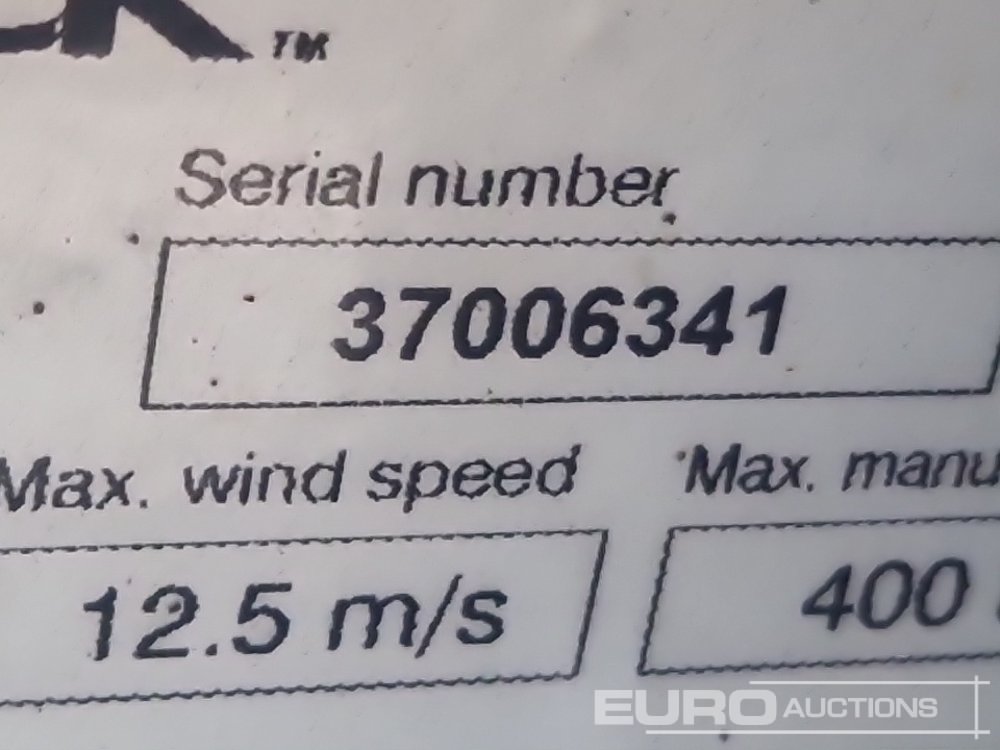 TM
Serial number
37006341
Max. wind speed
Max. manu
12.5 m/s
400
EURO AUCTIONS